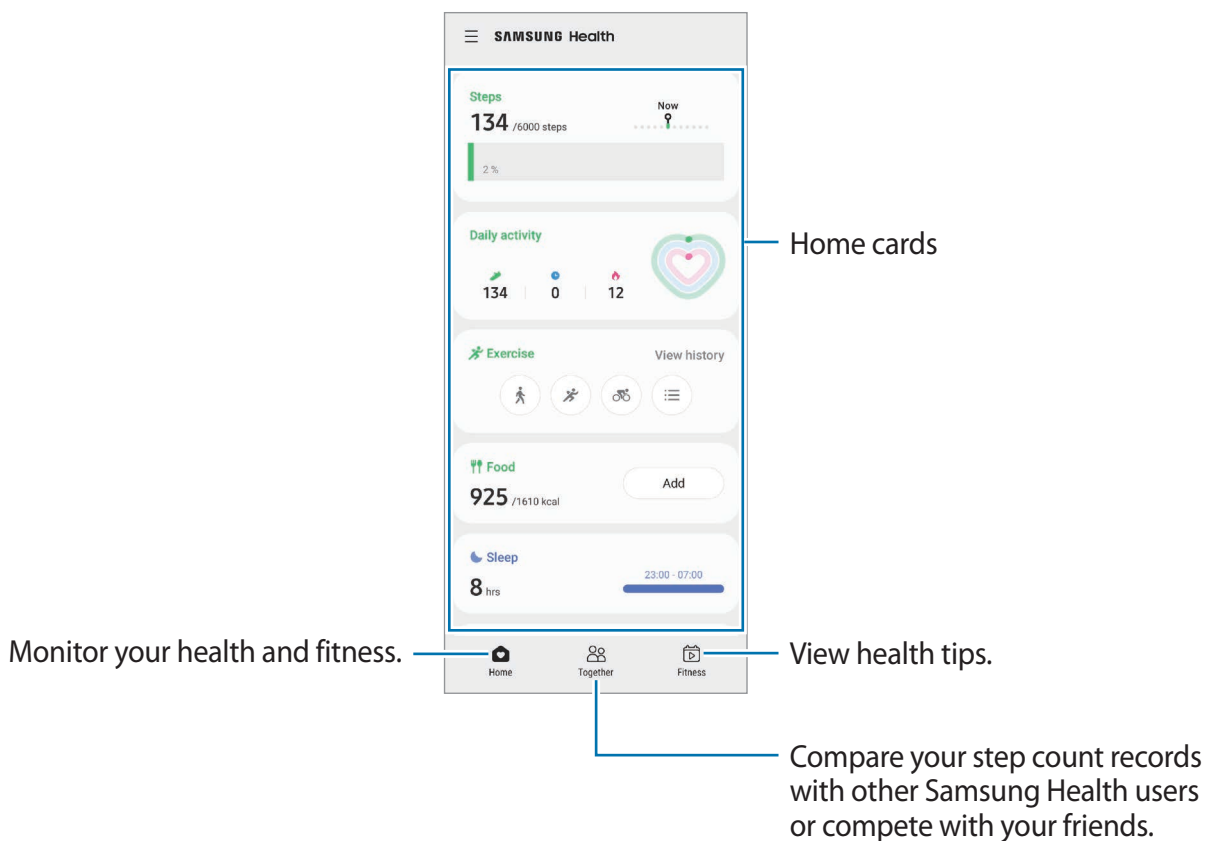 SAMSUNG Health
Steps
134 /6000 steps
Now
2 %
Daily activity
134
0
12
Home cards
Exercise
View history
Food
925 /1610 kcal
Add
Sleep
8 hrs
23:00 - 07:00
Monitor your health and fitness.
Home
Together
Fitness
View health tips.
Compare your step count records
with other Samsung Health users
or compete with your friends.